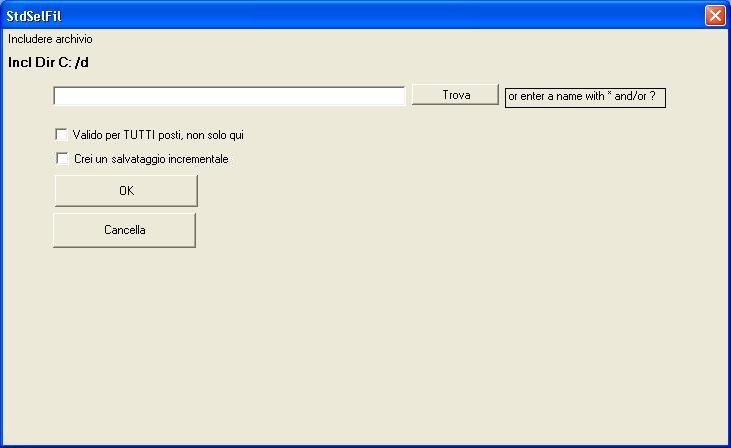 StdSelFil
Includere archivio
Incl Dir C: /d
Trova
or enter a name with * and/or ?
Valido per TUTTI posti, non solo qui
Crei un salvataggio incrementale
OK
Cancella